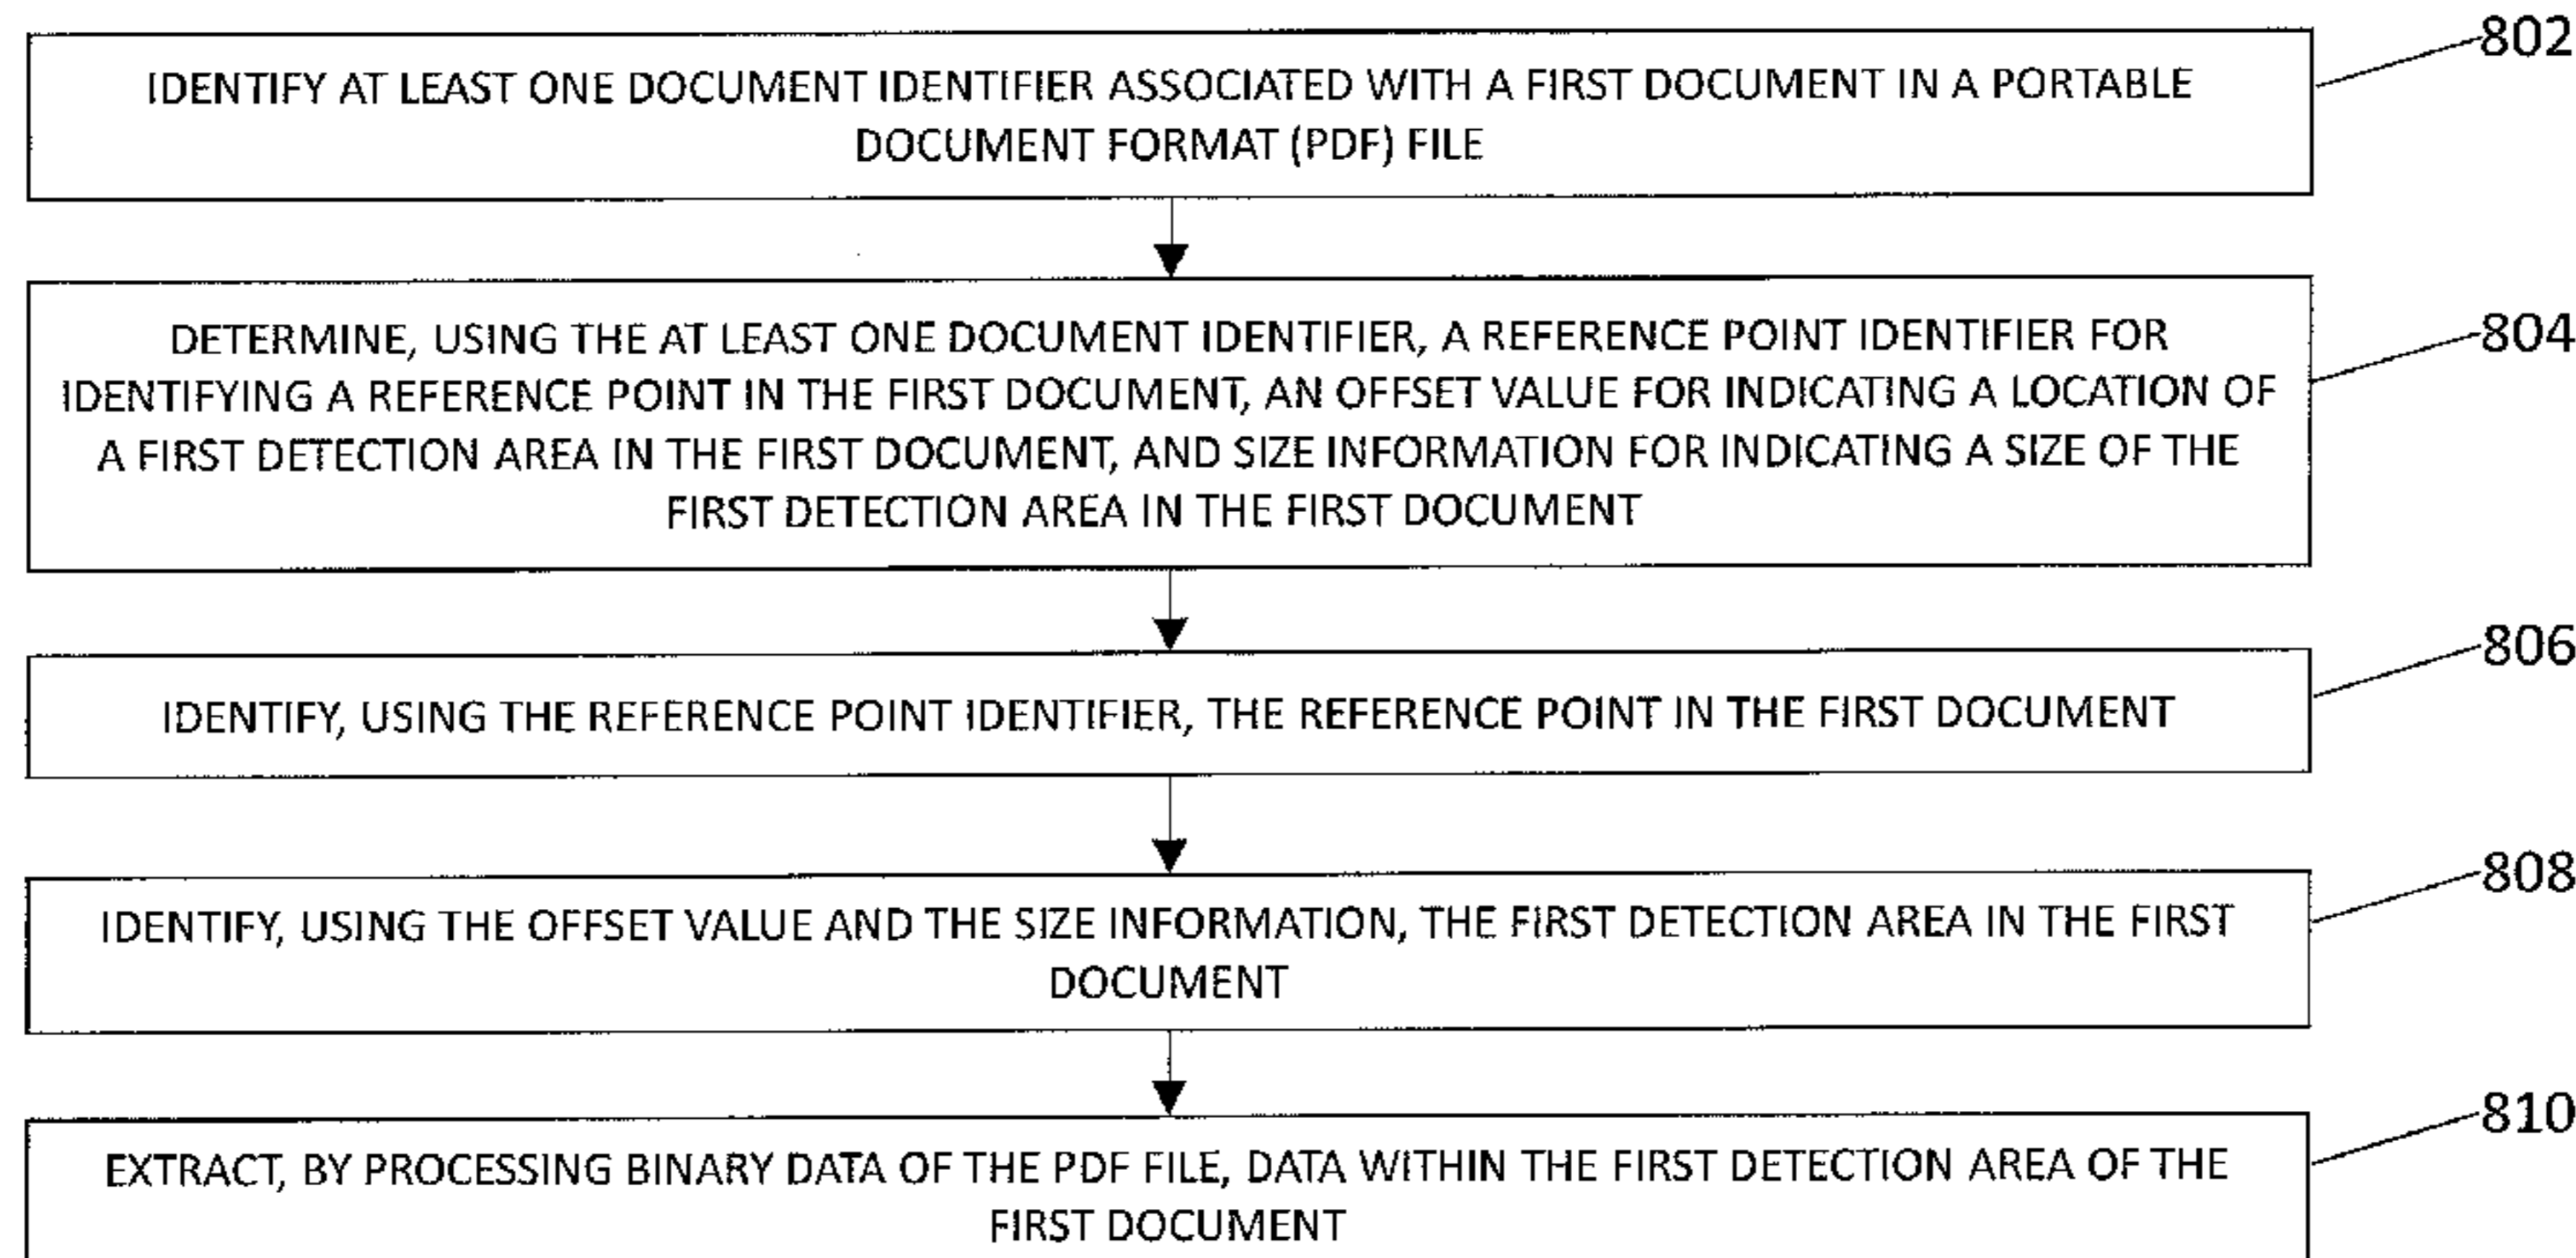 802
IDENTIFY AT LEAST ONE DOCUMENT IDENTIFIER ASSOCIATED WITH A FIRST DOCUMENT IN A PORTABLE
DOCUMENT FORMAT (PDF) FILE
804
DETERMINE, USING THE AT LEAST ONE DOCUMENT IDENTIFIER, A REFERENCE POINT IDENTIFIER FOR
IDENTIFYING A REFERENCE POINT IN THE FIRST DOCUMENT, AN OFFSET VALUE FOR INDICATING A LOCATION OF
A FIRST DETECTION AREA IN THE FIRST DOCUMENT, AND SIZE INFORMATION FOR INDICATING A SIZE OF THE
FIRST DETECTION AREA IN THE FIRST DOCUMENT
806
IDENTIFY, USING THE REFERENCE POINT IDENTIFIER, THE REFERENCE POINT IN THE FIRST DOCUMENT
808
IDENTIFY, USING THE OFFSET VALUE AND THE SIZE INFORMATION, THE FIRST DETECTION AREA IN THE FIRST
DOCUMENT
810
EXTRACT, BY PROCESSING BINARY DATA OF THE PDF FILE, DATA WITHIN THE FIRST DETECTION AREA OF THE
FIRST DOCUMENT